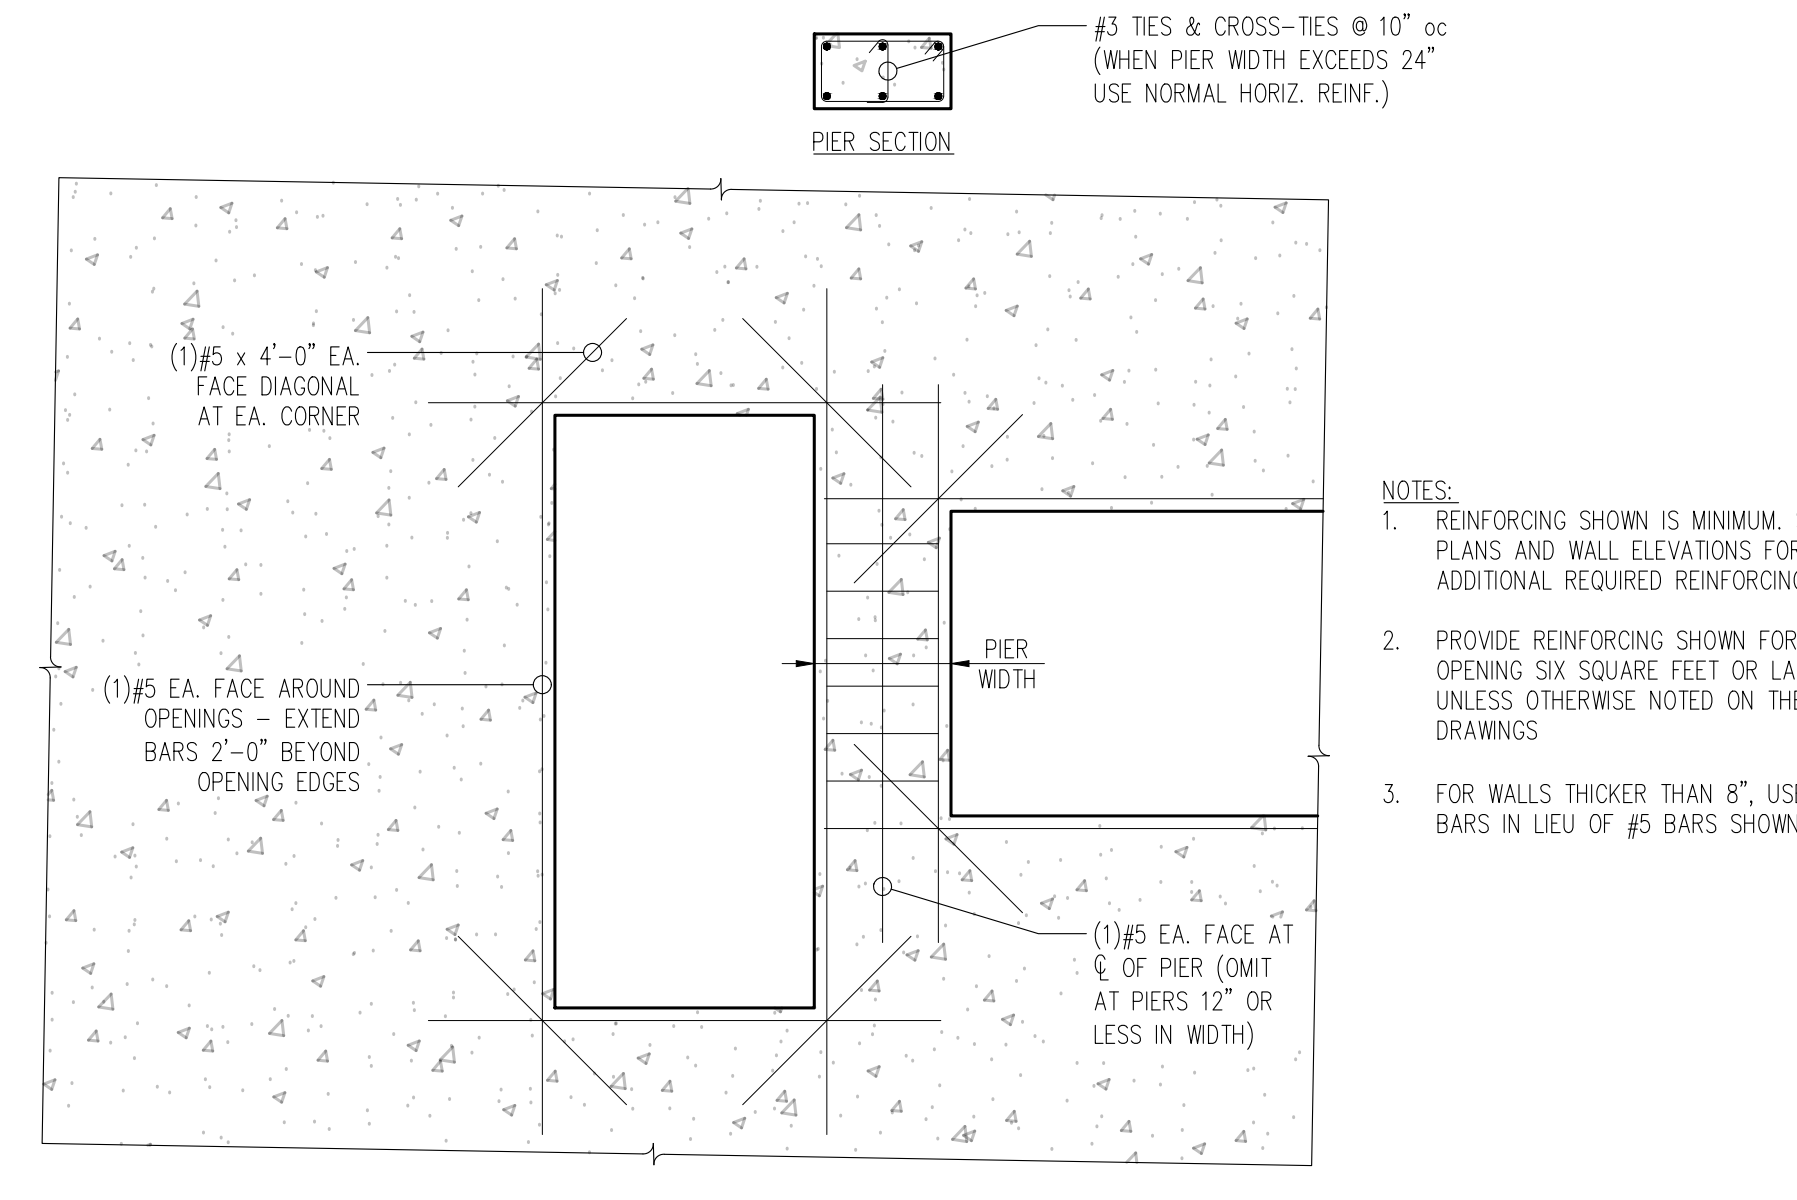 #3 TIES & CROSS-TIES @ 10" oc
(WHEN PIER WIDTH EXCEEDS 24"
USE NORMAL HORIZ. REINF.)
PIER SECTION
(1)#5 x 4'-0" EA.
FACE DIAGONAL
AT EA. CORNER
(1)#5 EA. FACE AROUND
OPENINGS - EXTEND
BARS 2'-0" BEYOND
OPENING EDGES
PIER
WIDTH
(1)#5 EA. FACE AT
℄ OF PIER (OMIT
AT PIERS 12" OR
LESS IN WIDTH)
NOTES:
1. REINFORCING SHOWN IS MINIMUM.
PLANS AND WALL ELEVATIONS FOR
ADDITIONAL REQUIRED REINFORCING
2. PROVIDE REINFORCING SHOWN FOR
OPENING SIX SQUARE FEET OR LA
UNLESS OTHERWISE NOTED ON THE
DRAWINGS
3. FOR WALLS THICKER THAN 8", USE
BARS IN LIEU OF #5 BARS SHOWN